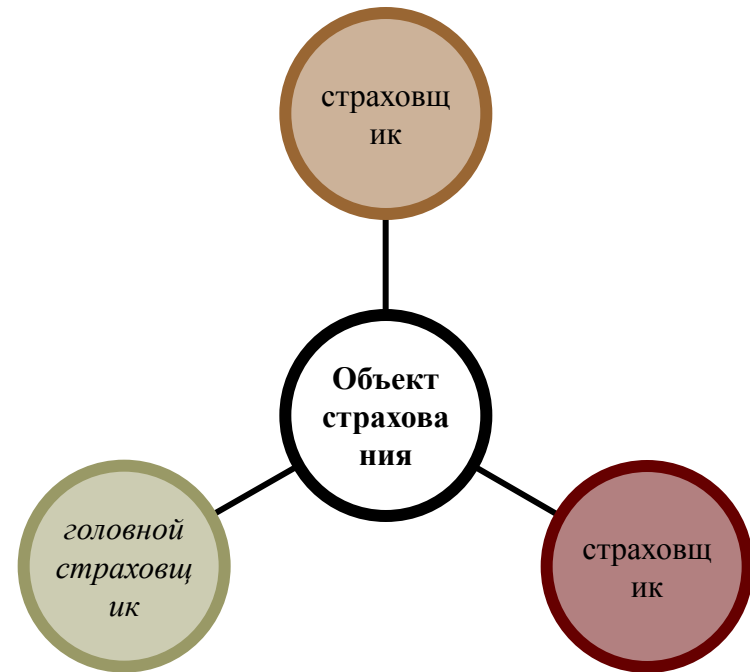 страховщ
ик
Объект
страхова
ния
головной
страховщ
ик
страховщ
ик